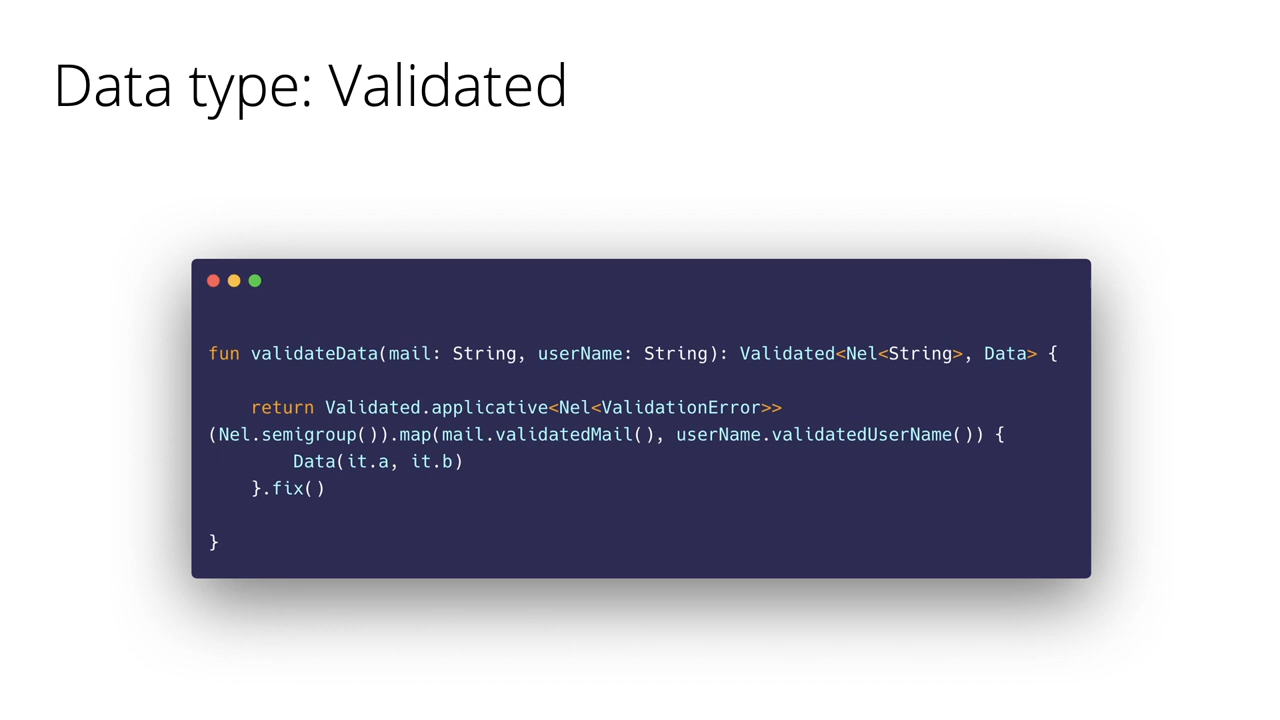 Data type: Validated
fun validateData(mail: String, userName: String): Validated<Nel<String>, Data> {
    return Validated.applicative<Nel<ValidationError>>
(Nel.semigroup()).map(mail.validatedMail(), userName.validatedUserName()) {
        Data(it.a, it.b)
    }.fix()
}